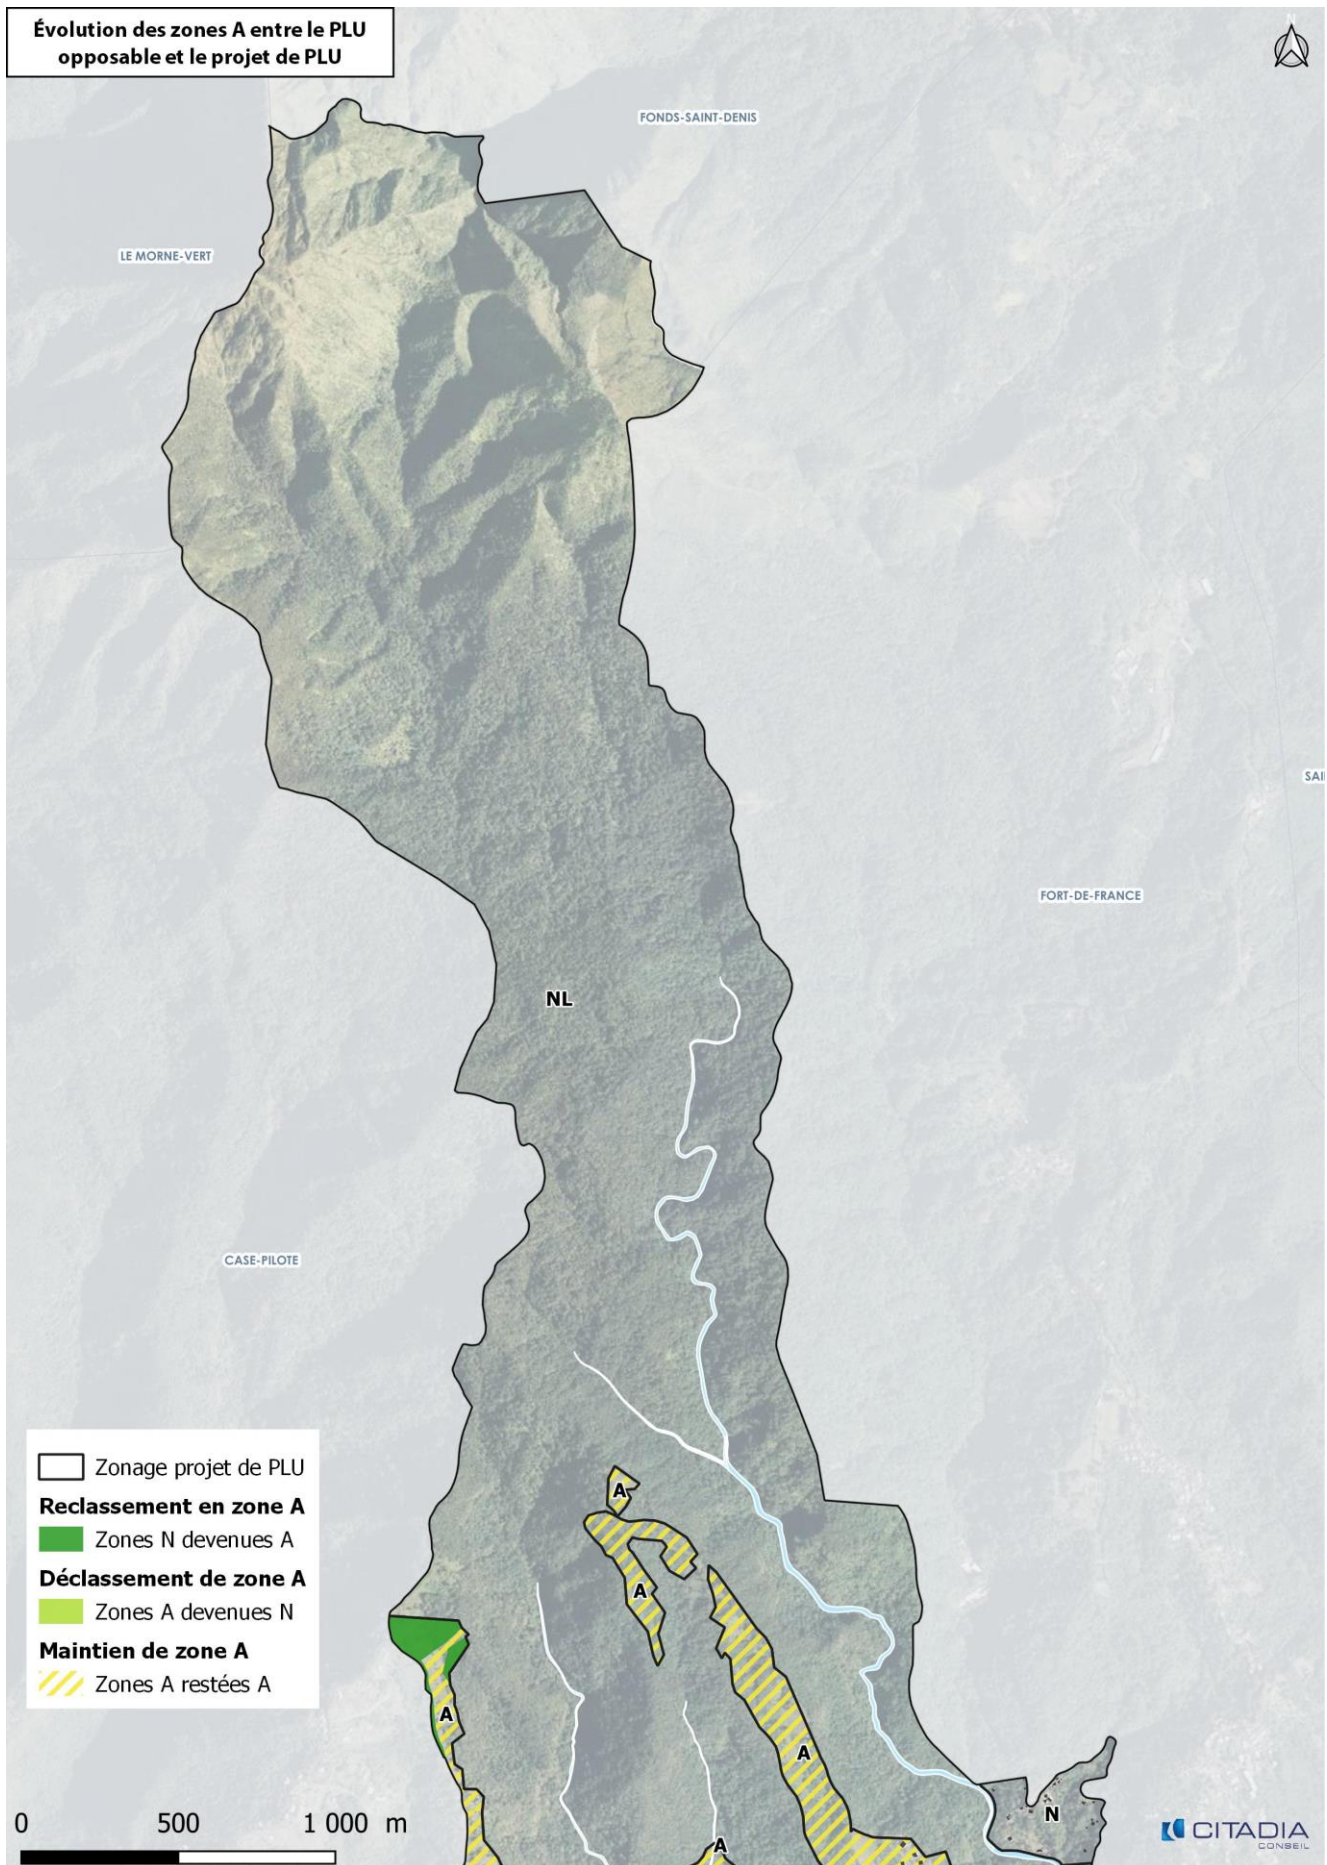 Évolution des zones A entre le PLU
opposable et le projet de PLU
N
FONDS-SAINT-DENIS
LE MORNE-VERT
SAI
FORT-DE-FRANCE
NL
CASE-PILOTE
A
A
A
A
A
N
Zonage projet de PLU
Reclassement en zone A
Zones N devenues A
Déclassement de zone A
Zones A devenues N
Maintien de zone A
Zones A restées A
0 500 1 000 m
CITADIA
CONSEIL